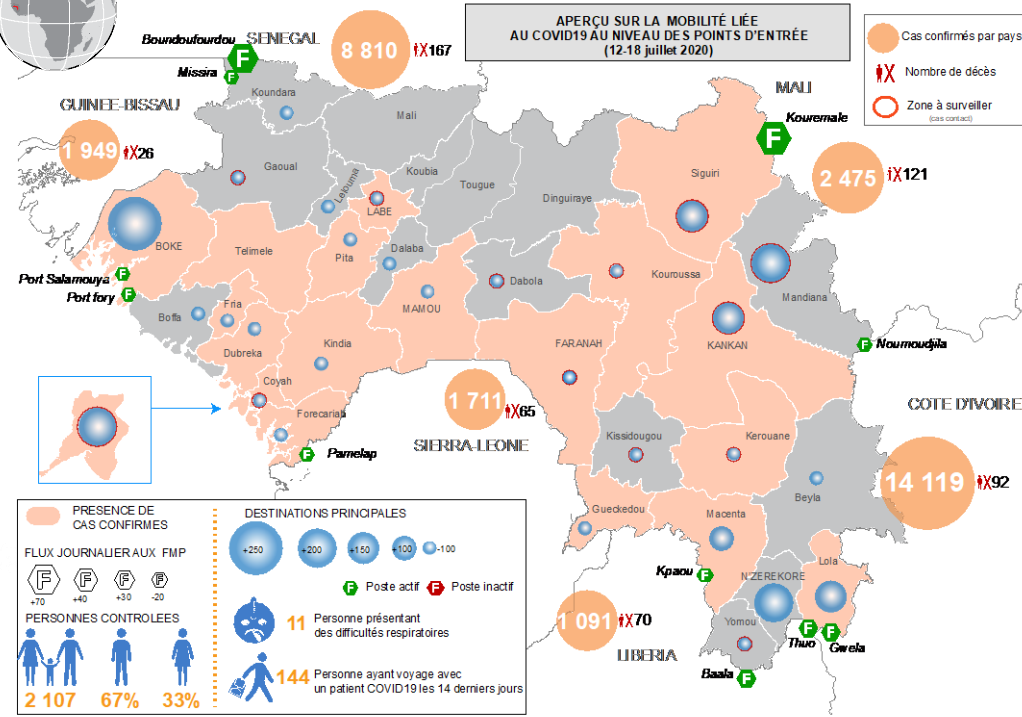 APERÇU SUR LA MOBILITÉ LIÉE
AU COVID19 AU NIVEAU DES POINTS D'ENTRÉE
(12-18 juillet 2020)
Cas confirmés par pays
Nombre de décès
Zone à surveiller
(cas contact)
Boundoufourdou
SENEGAL
8 810
X167
Missira
Koundara
GUINEE-BISSAU
1 949
X26
Mali
MALI
Kouremale
2 475
X121
Gaoual
Lelouma
Koubia
Tougue
LABE
Dinguiraye
Siguiri
BOKE
Telimele
Pita
Dalaba
Port Salamouya
Port fory
Boffa
Fria
MAMOU
Dabola
Kouroussa
Mandiana
Dubreka
Kindia
FARANAH
KANKAN
Noumoudjila
Coyah
Forecariah
Pamelap
1 711
X65
SIERRA-LEONE
Kissidougou
Kerouane
COTE D'IVOIRE
14 119
X92
Beyla
Gueckedou
Macenta
Lola
Kpaou
N'ZEREKORE
1 091
X70
LIBERIA
Yomou
Thuo
Gwela
Baala
PRESENCE DE
CAS CONFIRMES
FLUX JOURNALIER AUX FMP
F F F F
+70 +40 +30 -20
PERSONNES CONTROLEES
2 107 67% 33%
DESTINATIONS PRINCIPALES
+250 +200 +150 +100 -100
F Poste actif F Poste inactif
11 Personne présentant
des difficultés respiratoires
144 Personne ayant voyage avec
un patient COVID19 les 14 derniers jours